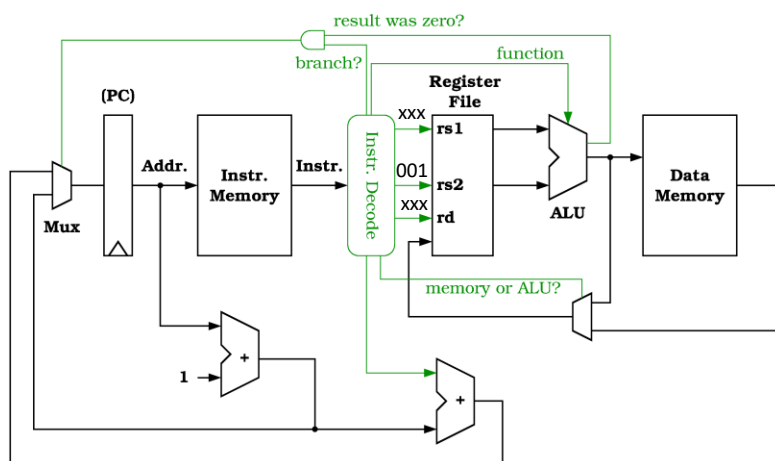 result was zero?
branch?
function
(PC)
Register
File
xxx
rs1
Addr.
Instr.
Memory
Instr.
Instr. Decode
001
rs2
xxx
rd
Mux
ALU
Data
Memory
memory or ALU?
+
1
+